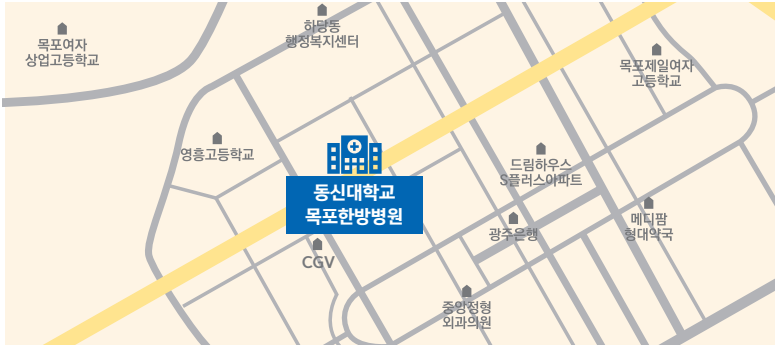 하당동
행정복지센터
목포여자
상업고등학교
목포제일여자
고등학교
영흥고등학교
드림하우스
S플러스아파트
동신대학교
목포한방병원
메디팜
형대약국
광주은행
CGV
중앙정형
외과의원